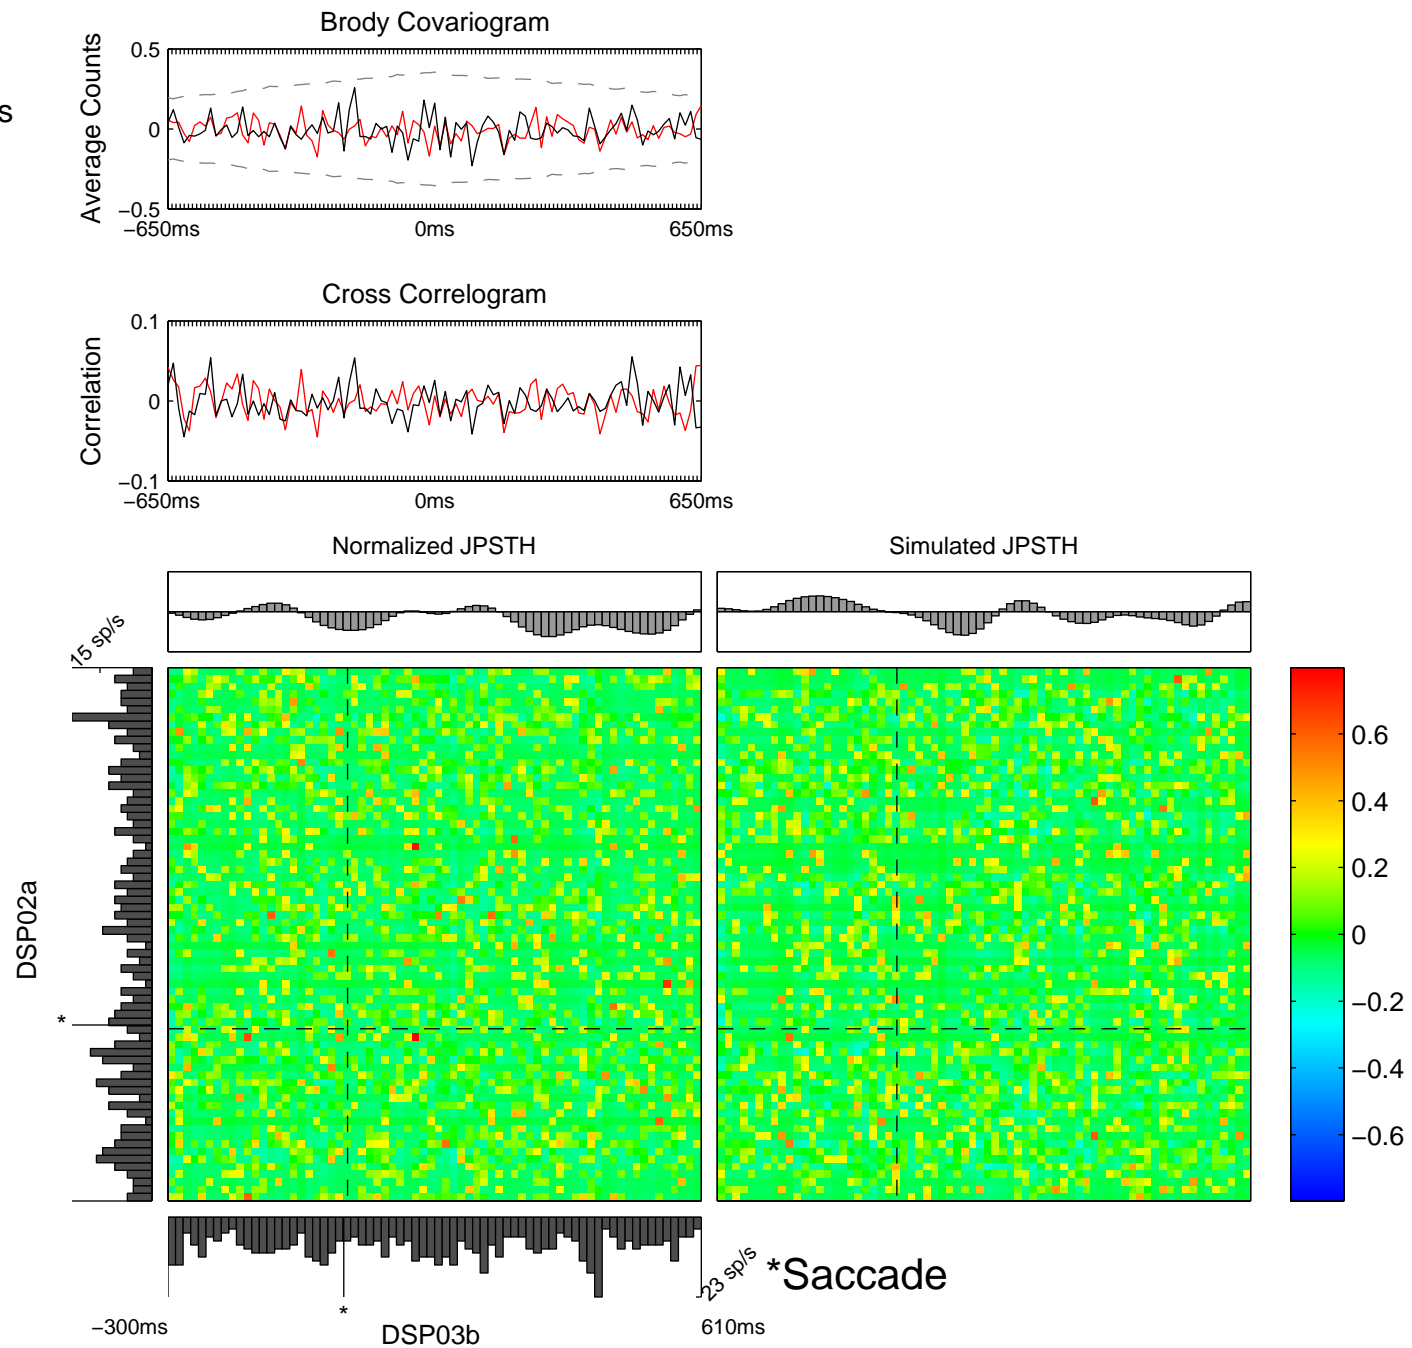 Brody Covariogram
Average Counts
s
0.5
0
−0.5
−650ms
0ms
650ms
Cross Correlogram
Correlation
0.1
0
−0.1
−650ms
0ms
650ms
Normalized JPSTH
Simulated JPSTH
15 sp/s
DSP02a
*
0.6
0.4
0.2
0
−0.2
−0.4
−0.6
23 sp/s
*Saccade
*
−300ms
DSP03b
610ms